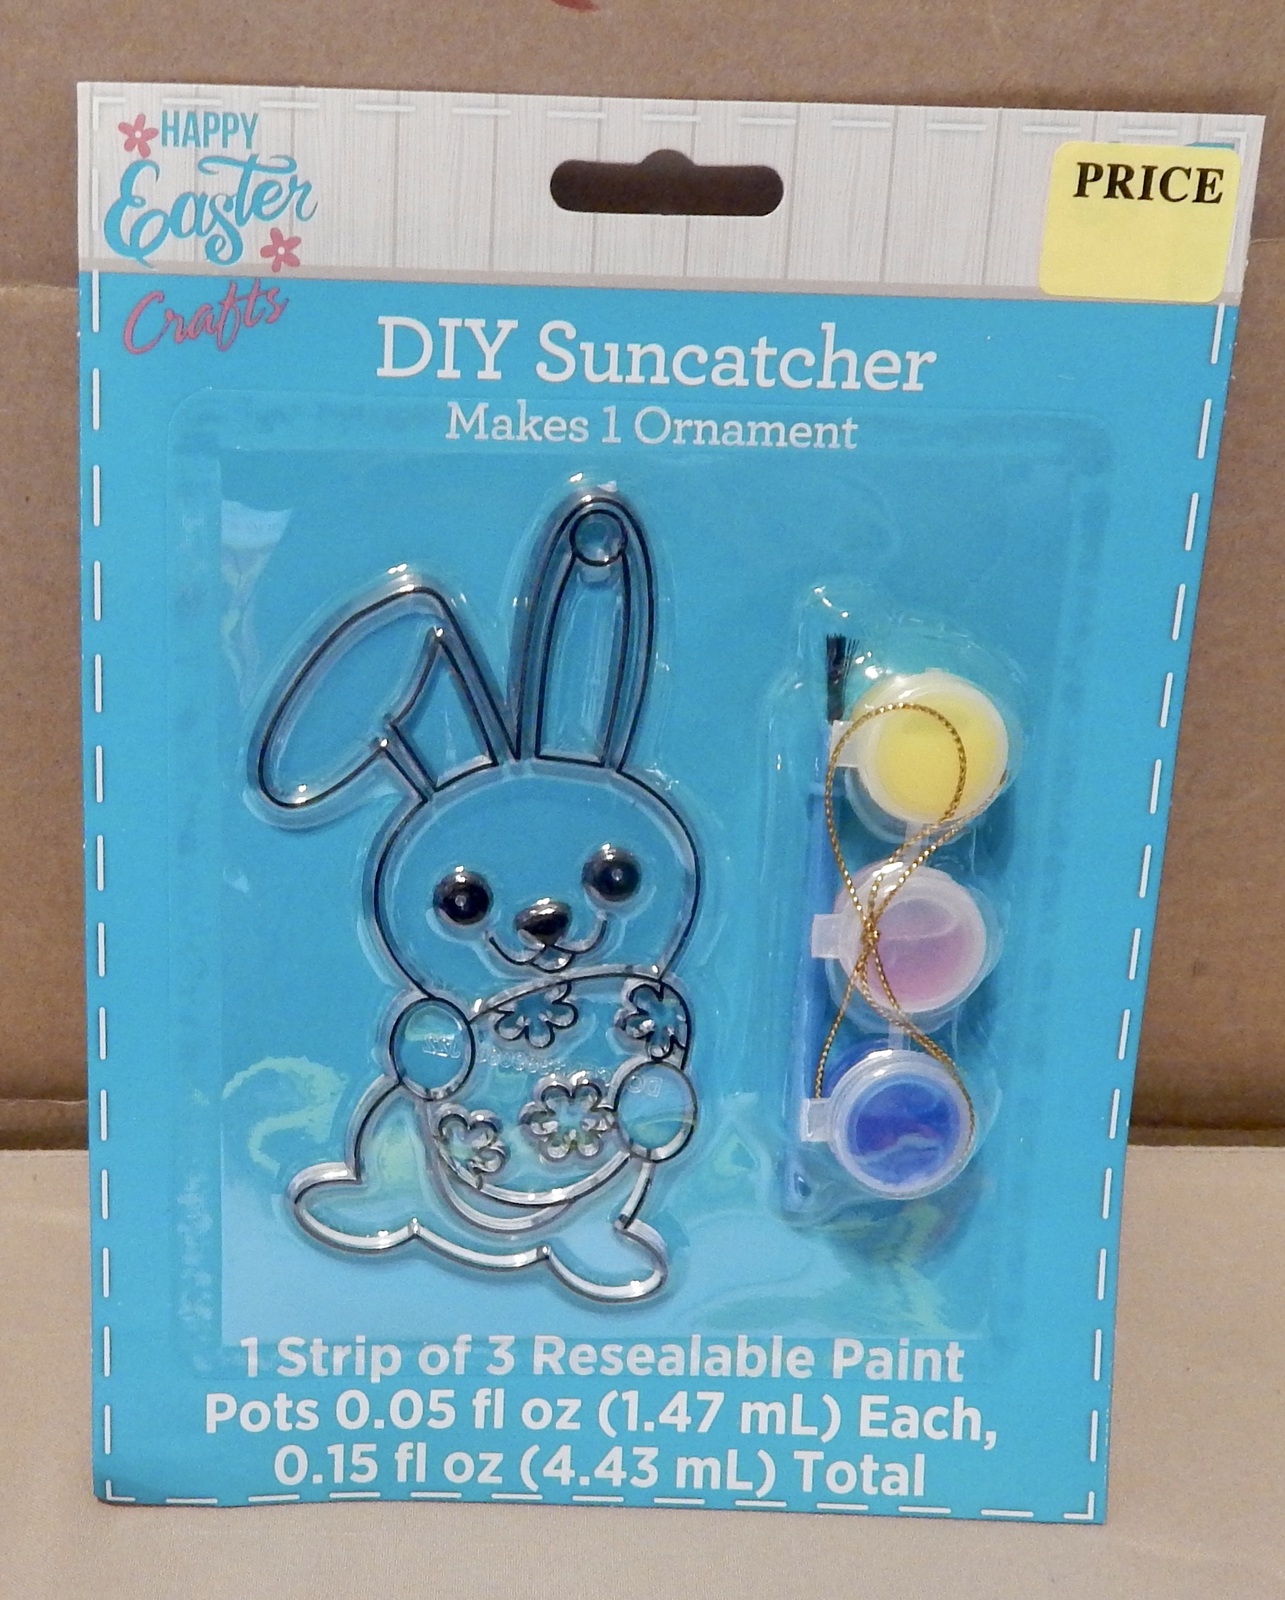 HAPPY
Easter
Crafts
PRICE
DIY Suncatcher
Makes 1 Ornament
1 Strip of 3 Resealable Paint
Pots 0.05 fl oz (1.47 mL) Each,
0.15 fl oz (4.43 mL) Total